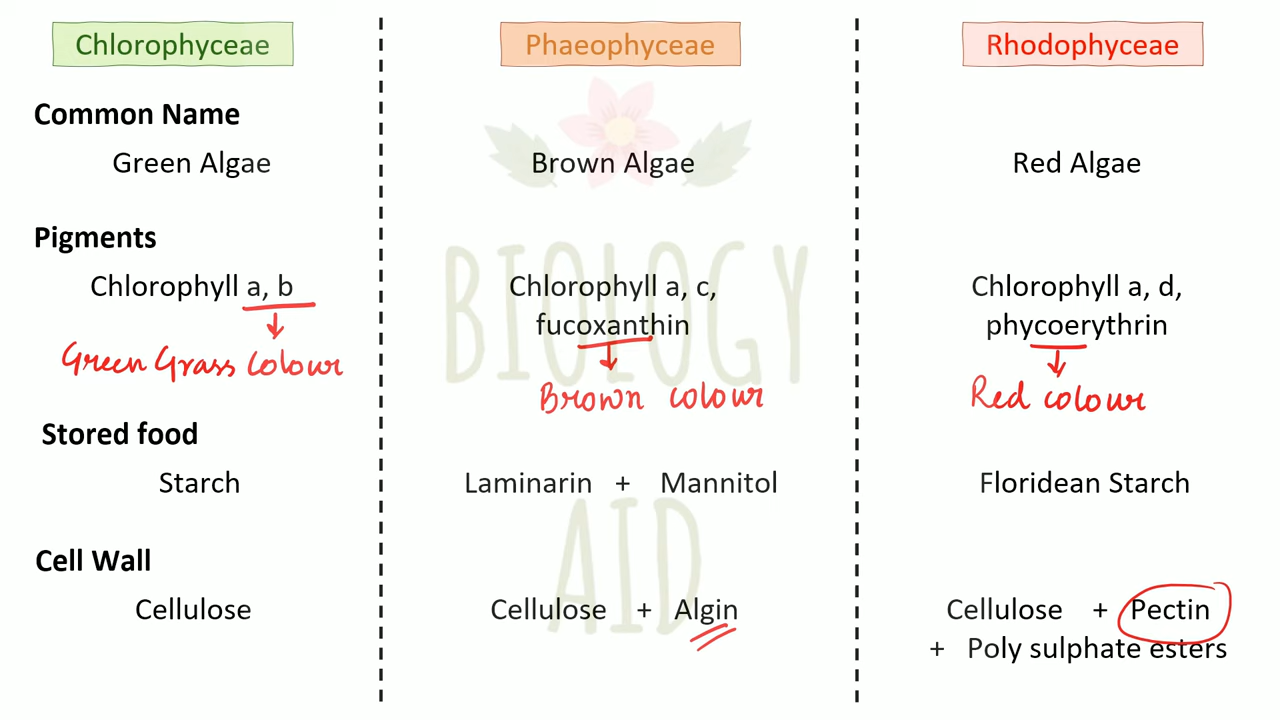 Chlorophyceae
Phaeophyceae
Rhodophyceae
Common Name
Green Algae
Brown Algae
Red Algae
Pigments
Chlorophyll a, b
Chlorophyll a, c,
fucoxanthin
Chlorophyll a, d,
phycoerythrin
Green Grass colour
Brown colour
Red colour
Stored food
Starch
Laminarin + Mannitol
Floridean Starch
Cell Wall
Cellulose
Cellulose + Algin
Cellulose + Pectin
+ Poly sulphate esters
BIOLOGY
AID